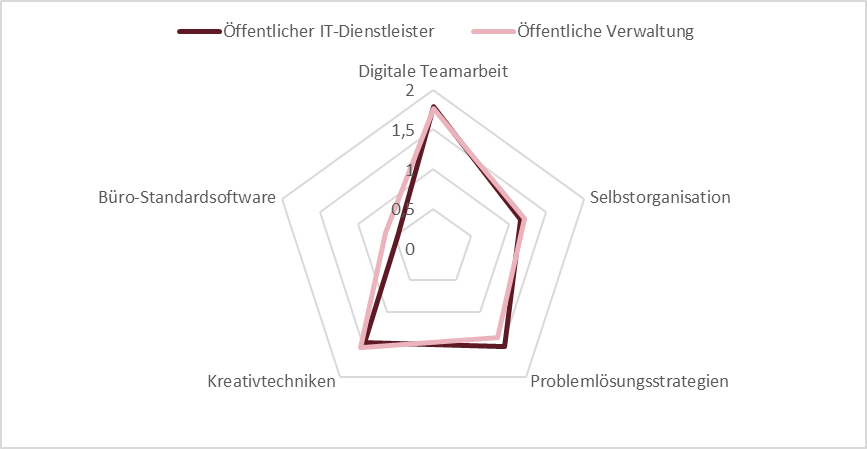 Öffentlicher IT-Dienstleister
Öffentliche Verwaltung
Digitale Teamarbeit
2
1,5
1
0,5
0
Büro-Standardsoftware
Selbstorganisation
Kreativtechniken
Problemlösungsstrategien